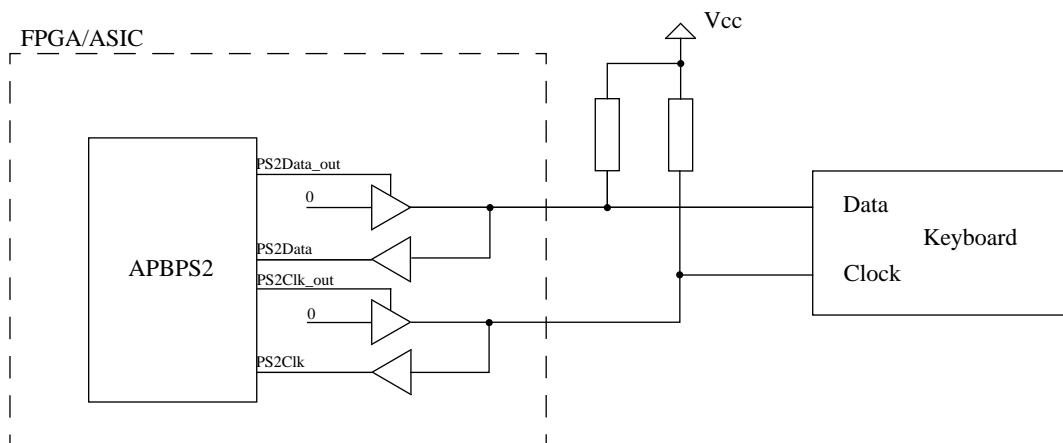 Vcc
FPGA/ASIC
PS2Data_out
0
Data
PS2Data
Keyboard
APBPS2
Clock
PS2Clk_out
0
PS2Clk